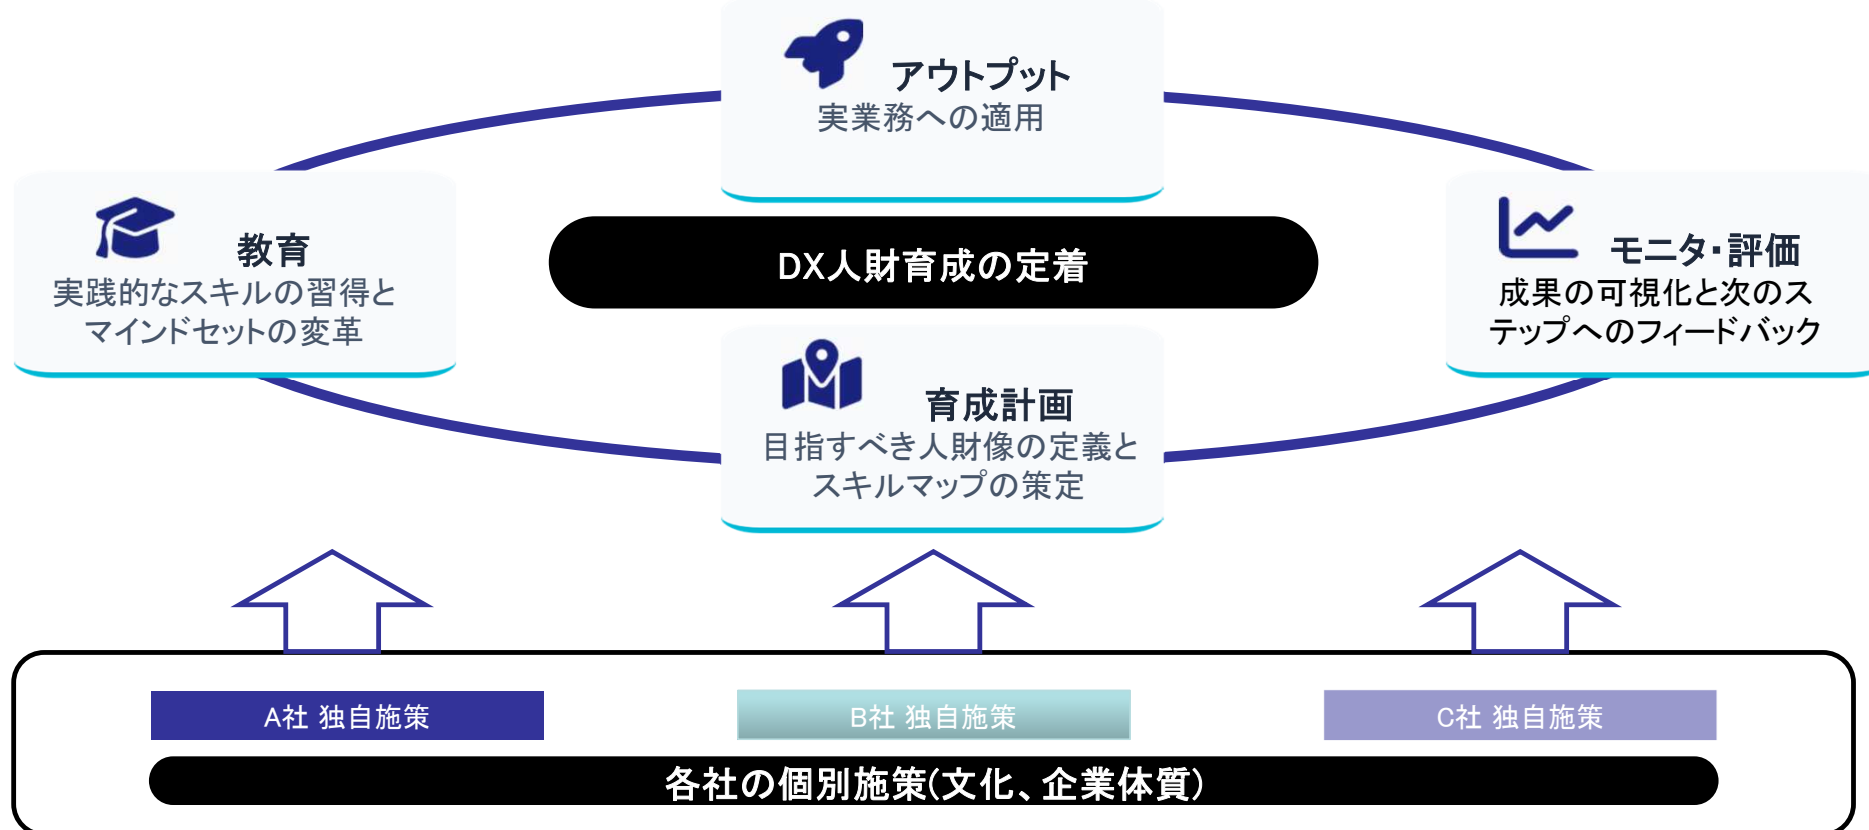 アウトプット
実業務への適用
教育
実践的なスキルの習得と
マインドセットの変革
DX人財育成の定着
モニタ・評価
成果の可視化と次のス
テップへのフィードバック
育成計画
目指すべき人財像の定義と
スキルマップの策定
A社 独自施策
B社 独自施策
C社 独自施策
各社の個別施策(文化、企業体質)